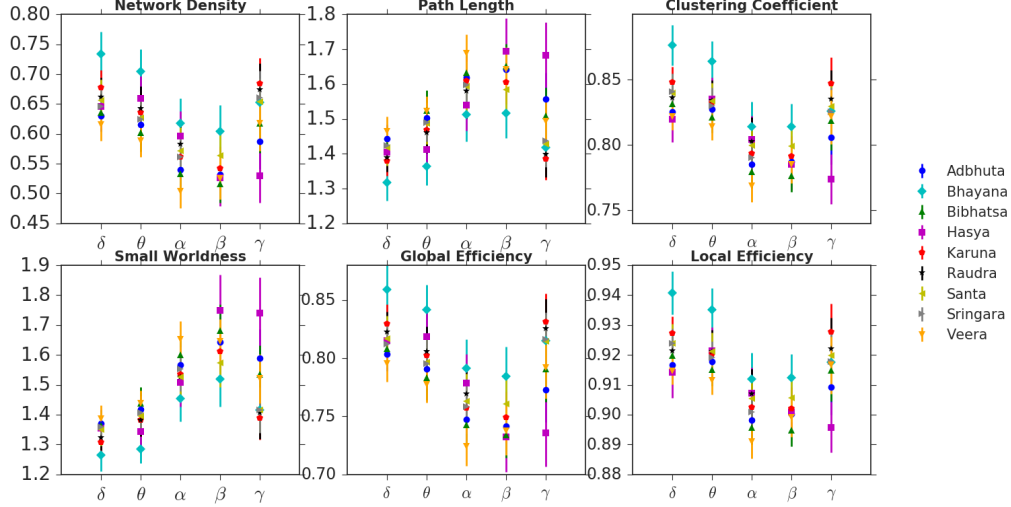 Network Density
Path Length
Clustering Coefficient
0.80
0.75
0.70
0.65
0.60
0.55
0.50
0.45
δ θ α β γ
1.8
1.7
1.6
1.5
1.4
1.3
1.2
δ θ α β γ
0.85
0.80
0.75
δ θ α β γ
Adbhuta
Bhayana
Bibhatsa
Hasya
Karuna
Raudra
Santa
Sringara
Veera
Small Worldness
Global Efficiency
Local Efficiency
1.9
1.8
1.7
1.6
1.5
1.4
1.3
1.2
δ θ α β γ
0.85
0.80
0.75
0.70
δ θ α β γ
0.95
0.94
0.93
0.92
0.91
0.90
0.89
0.88
δ θ α β γ